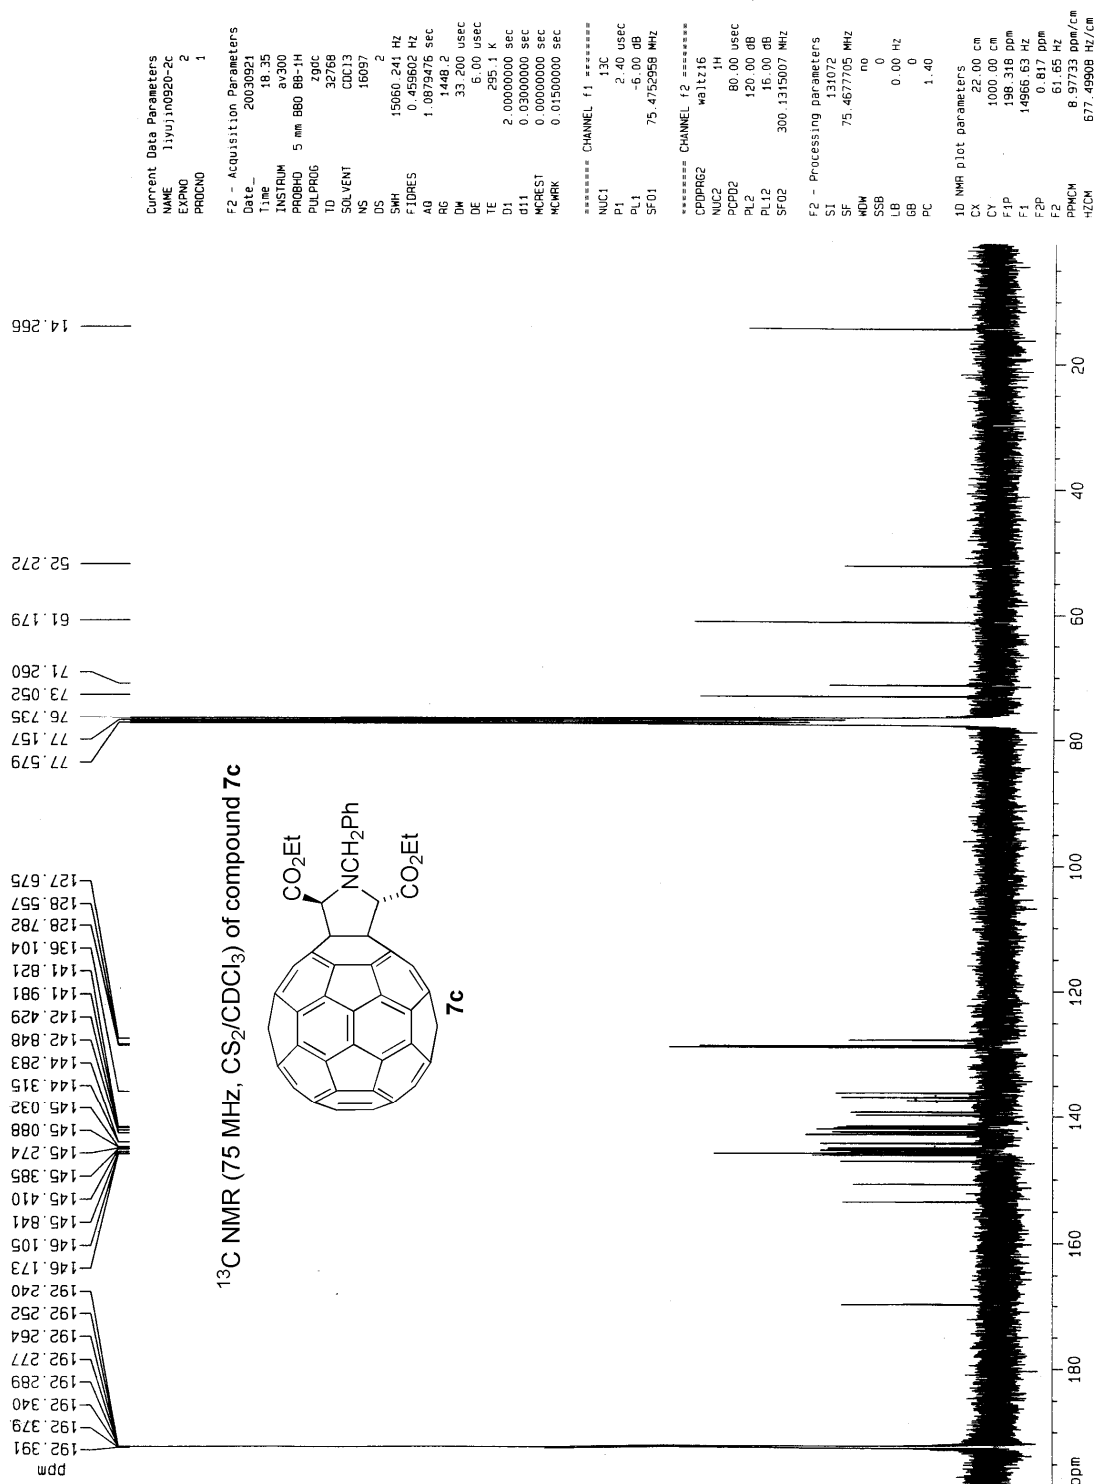 ppm
192.391
192.379
192.340
192.289
192.277
192.264
192.252
192.240
146.173
146.105
145.841
145.410
145.385
145.274
145.088
145.032
144.315
144.283
142.848
142.429
141.981
141.821
136.104
128.782
128.557
127.675
77.579
77.157
76.735
73.052
71.260
61.179
52.272
14.266
13C NMR (75 MHz, CS2/CDCl3) of compound 7c
CO2Et
NCH2Ph
CO2Et
7c
Current Data Parameters
NAME liyujin0920-2c
EXPNO 2
PROCNO 1
F2 - Acquisition Parameters
Date_ 20030921
Time 18.35
INSTRUM av300
PROBHD 5 mm BBO BB-1H
PULPROG zgdc
TD 32768
SOLVENT CDCl3
NS 16097
DS 2
SWH 15060.241 Hz
FIDRES 0.459602 Hz
AQ 1.0879476 sec
RG 1448.2
DW 33.200 usec
DE 6.00 usec
TE 295.1 K
D1 2.00000000 sec
d11 0.03000000 sec
MCREST 0.00000000 sec
MCWRK 0.01500000 sec
======== CHANNEL f1 ========
NUC1 13C
P1 2.40 usec
PL1 -6.00 dB
SFO1 75.4752958 MHz
======== CHANNEL f2 ========
CPDPRG2 waltz16
NUC2 1H
PCPD2 80.00 usec
PL2 120.00 dB
PL12 16.00 dB
SFO2 300.1315007 MHz
F2 - Processing parameters
SI 131072
SF 75.4677705 MHz
WDW no
SSB 0
LB 0.00 Hz
GB 0
PC 1.40
1D NMR plot parameters
CX 22.00 cm
CY 1000.00 cm
F1P 198.318 ppm
F1 14966.63 Hz
F2P 0.817 ppm
F2 61.65 Hz
PPMCM 8.97733 ppm/cm
HZCM 677.49908 Hz/cm
ppm 180 160 140 120 100 80 60 40 20